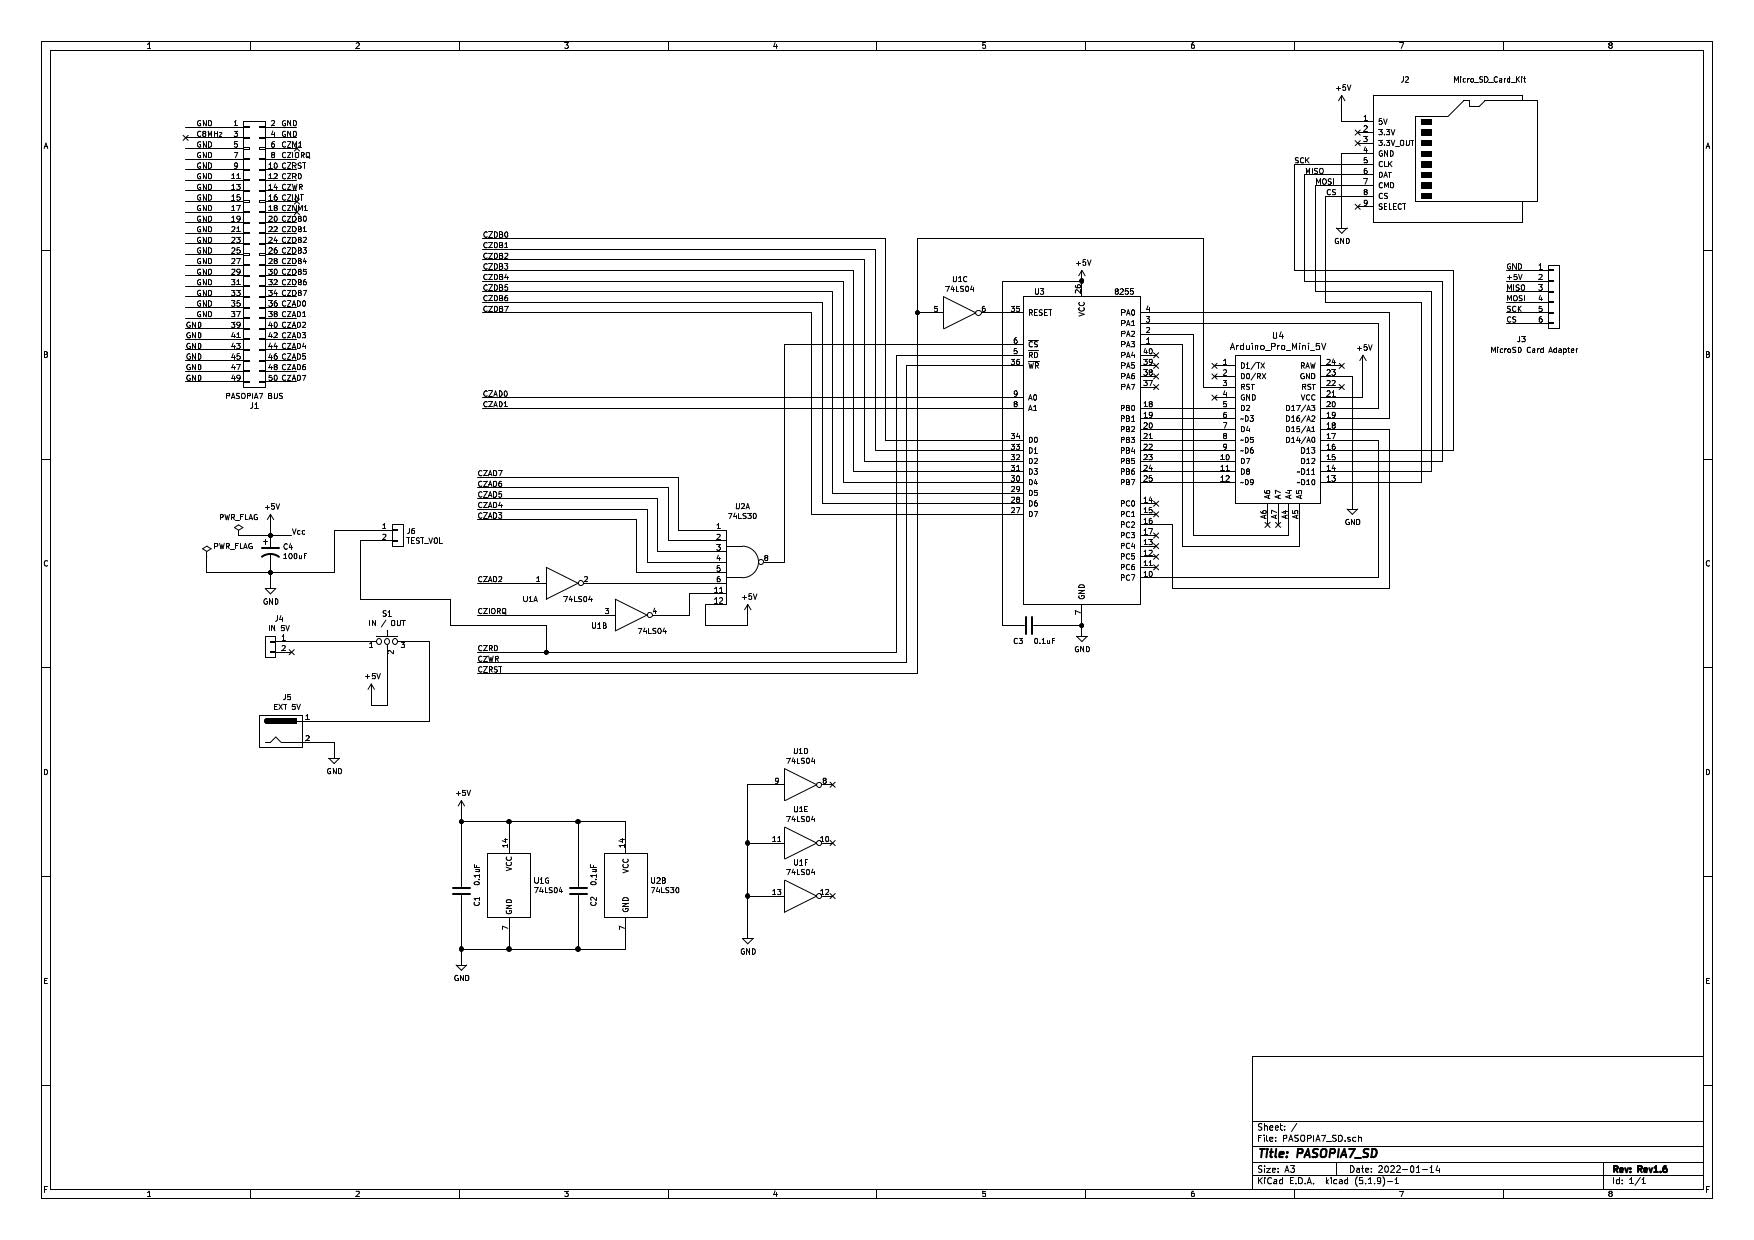 1 2 3 4 5 6 7 8
A
B
C
D
E
F
GND 1 2 GND
C8MHz 3 4 GND
GND 5 6 CZM1
GND 7 8 CZIORQ
GND 9 10 CZRST
GND 11 12 CZRD
GND 13 14 CZWR
GND 15 16 CZINT
GND 17 18 CZNM1
GND 19 20 CZDB0
GND 21 22 CZDB1
GND 23 24 CZDB2
GND 25 26 CZDB3
GND 27 28 CZDB4
GND 29 30 CZDB5
GND 31 32 CZDB6
GND 33 34 CZDB7
GND 35 36 CZAD0
GND 37 38 CZAD1
GND 39 40 CZAD2
GND 41 42 CZAD3
GND 43 44 CZAD4
GND 45 46 CZAD5
GND 47 48 CZAD6
GND 49 50 CZAD7
PASOPIA7 BUS
J1
CZDB0
CZDB1
CZDB2
CZDB3
CZDB4
CZDB5
CZDB6
CZDB7
CZAD0
CZAD1
CZAD7
CZAD6
CZAD5
CZAD4
CZAD3
CZAD2
CZIORQ
CZRD
CZWR
CZRST
U1C
74LS04
5 6
U2A
74LS30
1
2
3
4
5
6
11
12
8
+5V
1 2
U1A 74LS04
3 4
U1B 74LS04
+5V
U3 8255
26 VCC
35 RESET
6 CS
5 RD
36 WR
9 A0
8 A1
34 D0
33 D1
32 D2
31 D3
30 D4
29 D5
28 D6
27 D7
PA0 4
PA1 3
PA2 2
PA3 1
PA4 40
PA5 39
PA6 38
PA7 37
PB0 18
PB1 19
PB2 20
PB3 21
PB4 22
PB5 23
PB6 24
PB7 25
PC0 14
PC1 15
PC2 16
PC3 17
PC4 13
PC5 12
PC6 11
PC7 10
GND
7
C3 0.1uF
GND
U4
Arduino_Pro_Mini_5V
+5V
1 D1/TX RAW 24
2 D0/RX GND 23
3 RST RST 22
4 GND VCC 21
5 D2 D17/A3 20
6 ~D3 D16/A2 19
7 D4 D15/A1 18
8 ~D5 D14/A0 17
9 ~D6 D13 16
10 D7 D12 15
11 D8 ~D11 14
12 ~D9 ~D10 13
A6 A7 A4 A5
A6 A7 A4 A5
GND
J2 Micro_SD_Card_Kit
+5V
1 5V
2 3.3V
3 3.3V_OUT
4 GND
SCK 5 CLK
MISO 6 DAT
MOSI 7 CMD
CS 8 CS
9 SELECT
GND
GND 1
+5V 2
MISO 3
MOSI 4
SCK 5
CS 6
J3
MicroSD Card Adapter
+5V
PWR_FLAG
Vcc
PWR_FLAG
+ C4
100uF
GND
1 J6
2 TEST_VOL
J4
IN 5V
1
2
S1
IN / OUT
1 2 3
+5V
J5
EXT 5V
1
2
GND
+5V
14 VCC
GND 7
C1 0.1uF
U1G
74LS04
14 VCC
GND 7
C2 0.1uF
U2B
74LS30
GND
U1D
74LS04
9 8
U1E
74LS04
11 10
U1F
74LS04
13 12
GND
Sheet: /
File: PASOPIA7_SD.sch
Title: PASOPIA7_SD
Size: A3 Date: 2022-01-14 Rev: Rev1.6
KiCad E.D.A. kicad (5.1.9)-1 Id: 1/1
1 2 3 4 5 6 7 8
A
B
C
D
E
F